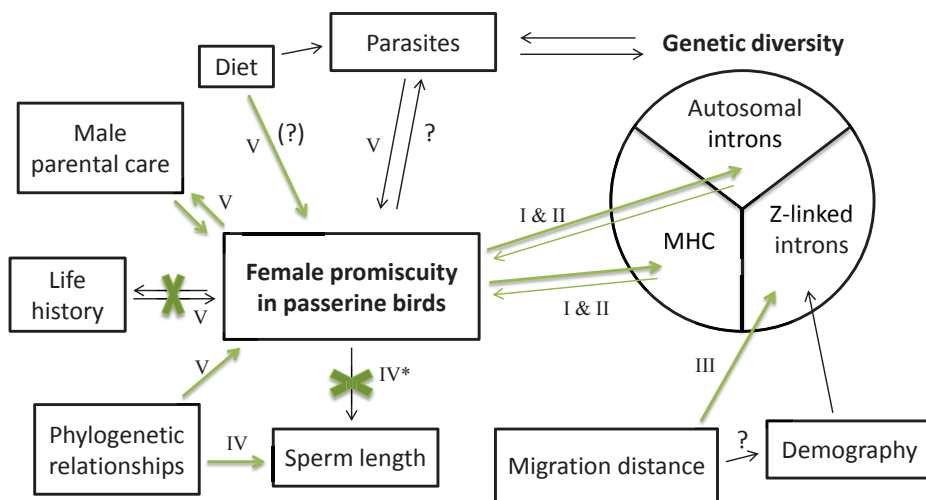 Parasites
Genetic diversity
Diet
Autosomal
introns
Male
parental care
V
(?)
V
?
V
I & II
MHC
Z-linked
introns
Female promiscuity
in passerine birds
Life
history
V
I & II
V
IV*
III
Phylogenetic
relationships
IV
Sperm length
Migration distance
?
Demography